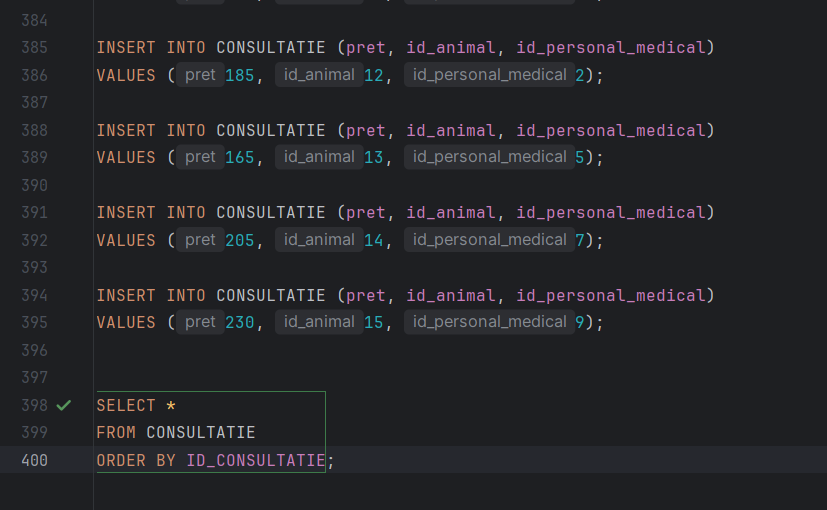 384
385 INSERT INTO CONSULTATIE (pret, id_animal, id_personal_medical)
386 VALUES ( pret 185, id_animal 12, id_personal_medical 2);
387
388 INSERT INTO CONSULTATIE (pret, id_animal, id_personal_medical)
389 VALUES ( pret 165, id_animal 13, id_personal_medical 5);
390
391 INSERT INTO CONSULTATIE (pret, id_animal, id_personal_medical)
392 VALUES ( pret 205, id_animal 14, id_personal_medical 7);
393
394 INSERT INTO CONSULTATIE (pret, id_animal, id_personal_medical)
395 VALUES ( pret 230, id_animal 15, id_personal_medical 9);
396
397
398 SELECT *
399 FROM CONSULTATIE
400 ORDER BY ID_CONSULTATIE;